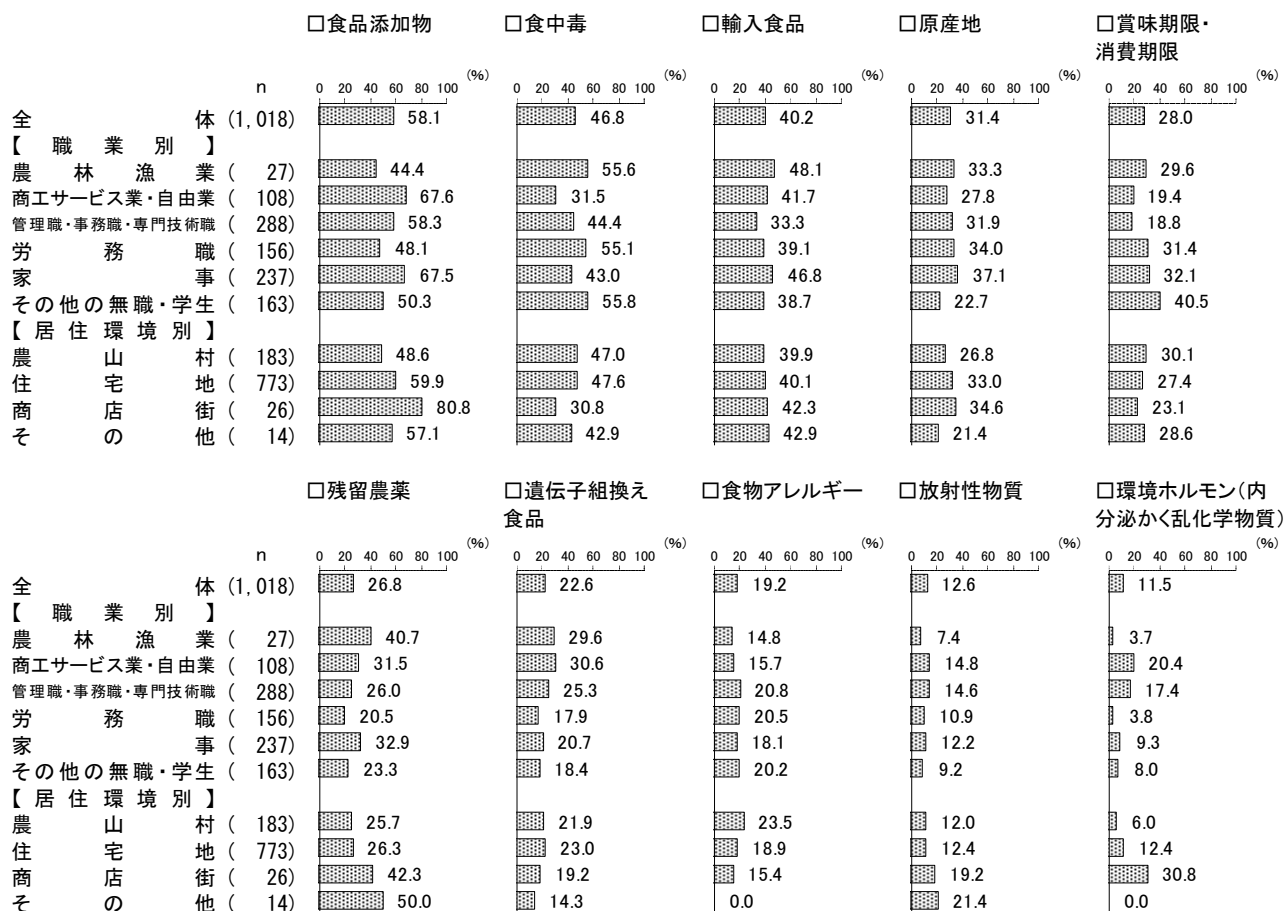 □食品添加物 □食中毒 □輸入食品 □原産地 □賞味期限・
消費期限
(%) (%) (%) (%) (%)
n 0 20 40 60 80 100 0 20 40 60 80 100 0 20 40 60 80 100 0 20 40 60 80 100 0 20 40 60 80 100
全体 (1,018) 58.1 46.8 40.2 31.4 28.0
【職業別】
農林漁業 ( 27) 44.4 55.6 48.1 33.3 29.6
商工サービス業・自由業 ( 108) 67.6 31.5 41.7 27.8 19.4
管理職・事務職・専門技術職 ( 288) 58.3 44.4 33.3 31.9 18.8
労務職 ( 156) 48.1 55.1 39.1 34.0 31.4
家事 ( 237) 67.5 43.0 46.8 37.1 32.1
その他の無職・学生 ( 163) 50.3 55.8 38.7 22.7 40.5
【居住環境別】
農山村 ( 183) 48.6 47.0 39.9 26.8 30.1
住宅地 ( 773) 59.9 47.6 40.1 33.0 27.4
商店街 ( 26) 80.8 30.8 42.3 34.6 23.1
その他 ( 14) 57.1 42.9 42.9 21.4 28.6
□残留農薬 □遺伝子組換え □食物アレルギー □放射性物質 □環境ホルモン(内
食品 分泌かく乱化学物質)
(%) (%) (%) (%) (%)
n 0 20 40 60 80 100 0 20 40 60 80 100 0 20 40 60 80 100 0 20 40 60 80 100 0 20 40 60 80 100
全体 (1,018) 26.8 22.6 19.2 12.6 11.5
【職業別】
農林漁業 ( 27) 40.7 29.6 14.8 7.4 3.7
商工サービス業・自由業 ( 108) 31.5 30.6 15.7 14.8 20.4
管理職・事務職・専門技術職 ( 288) 26.0 25.3 20.8 14.6 17.4
労務職 ( 156) 20.5 17.9 20.5 10.9 3.8
家事 ( 237) 32.9 20.7 18.1 12.2 9.3
その他の無職・学生 ( 163) 23.3 18.4 20.2 9.2 8.0
【居住環境別】
農山村 ( 183) 25.7 21.9 23.5 12.0 6.0
住宅地 ( 773) 26.3 23.0 18.9 12.4 12.4
商店街 ( 26) 42.3 19.2 15.4 19.2 30.8
その他 ( 14) 50.0 14.3 0.0 21.4 0.0